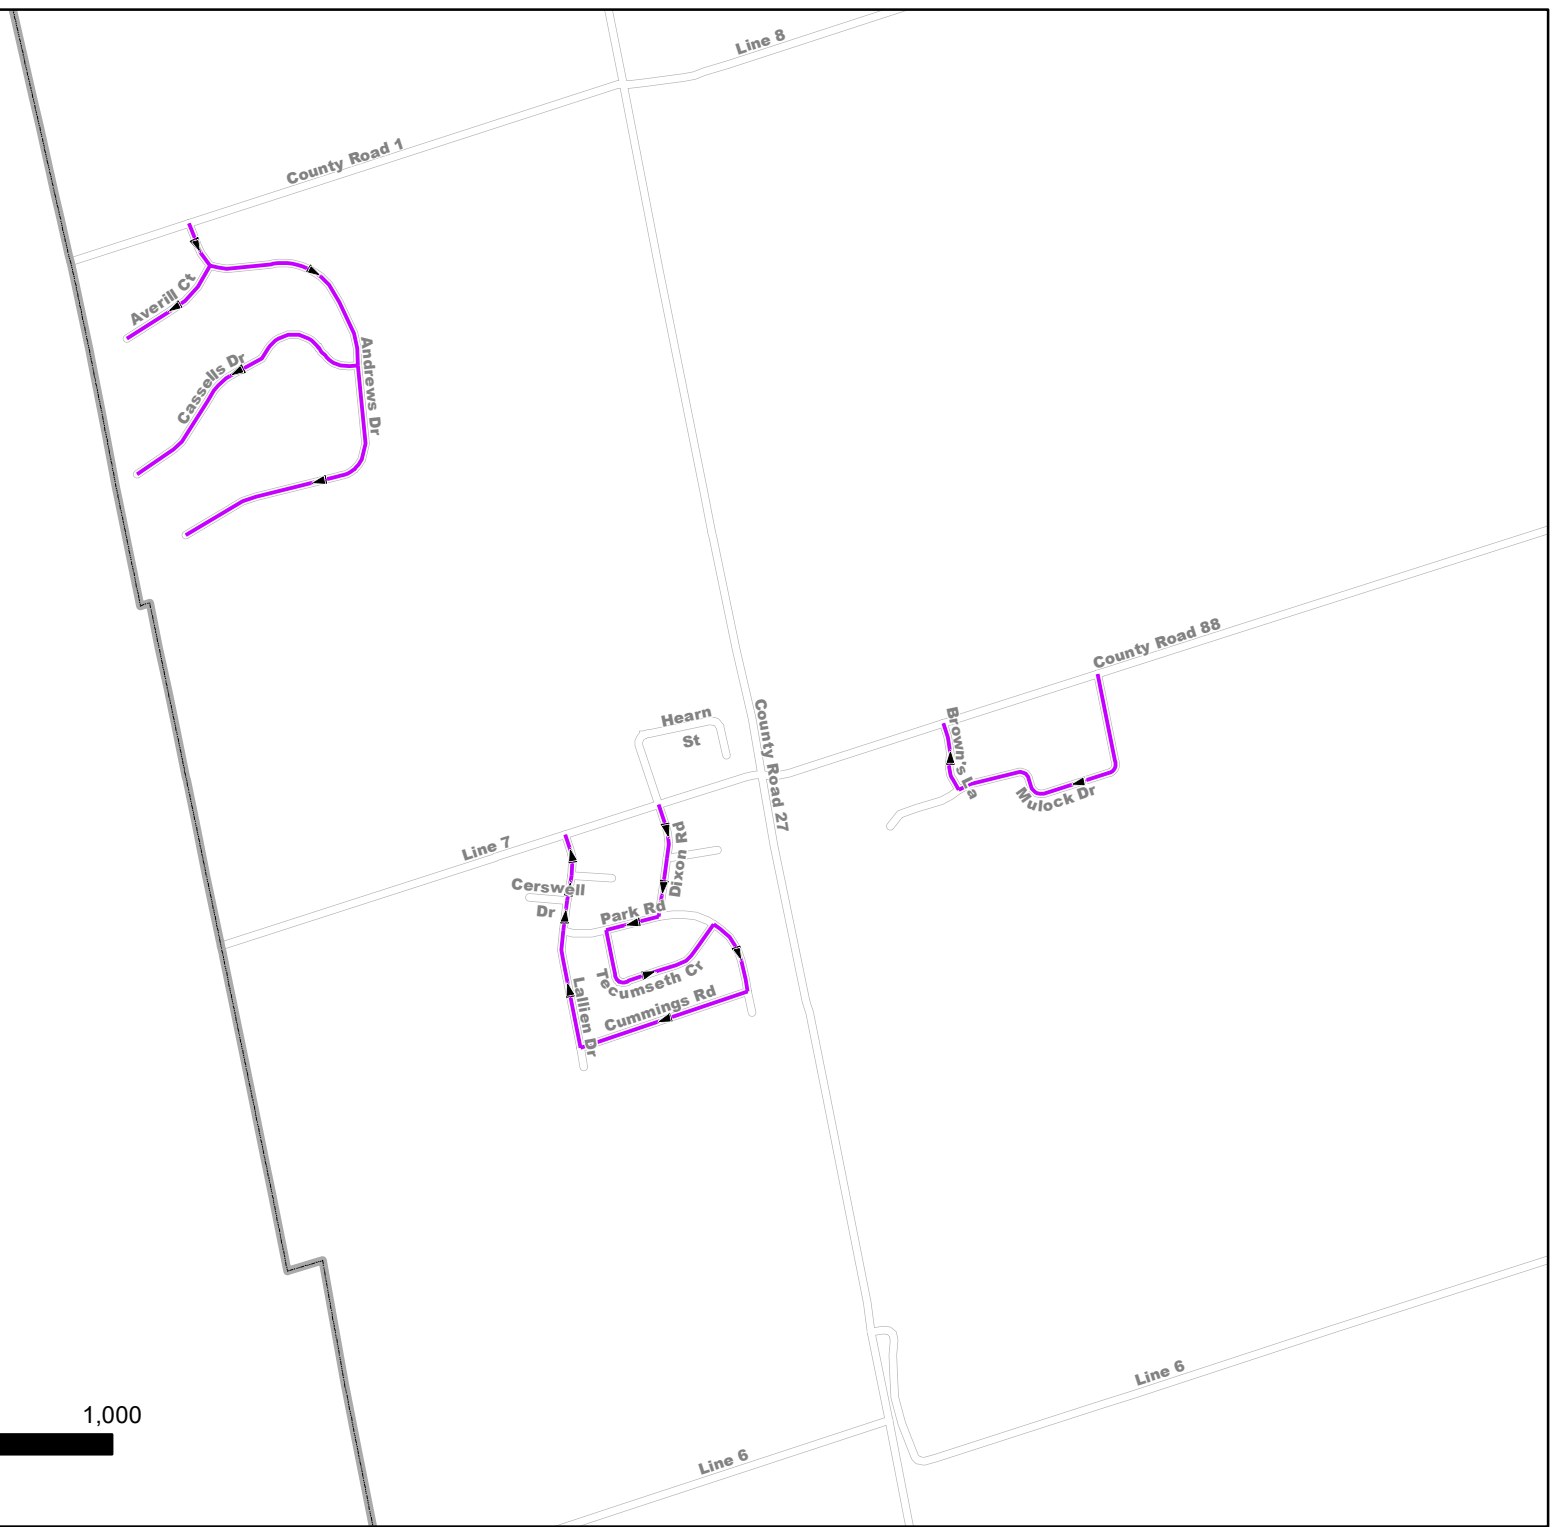 Line 8
County Road 1
Averill Ct
Cassells Dr
Andrews Dr
County Road 88
Hearn
St
County Road 27
Brown's La
Mulock Dr
Line 7
Dixon Rd
Cerswell
Dr
Park Rd
Tecumseth Cr
Cummings Rd
Lallien Dr
Line 6
1,000
Line 6